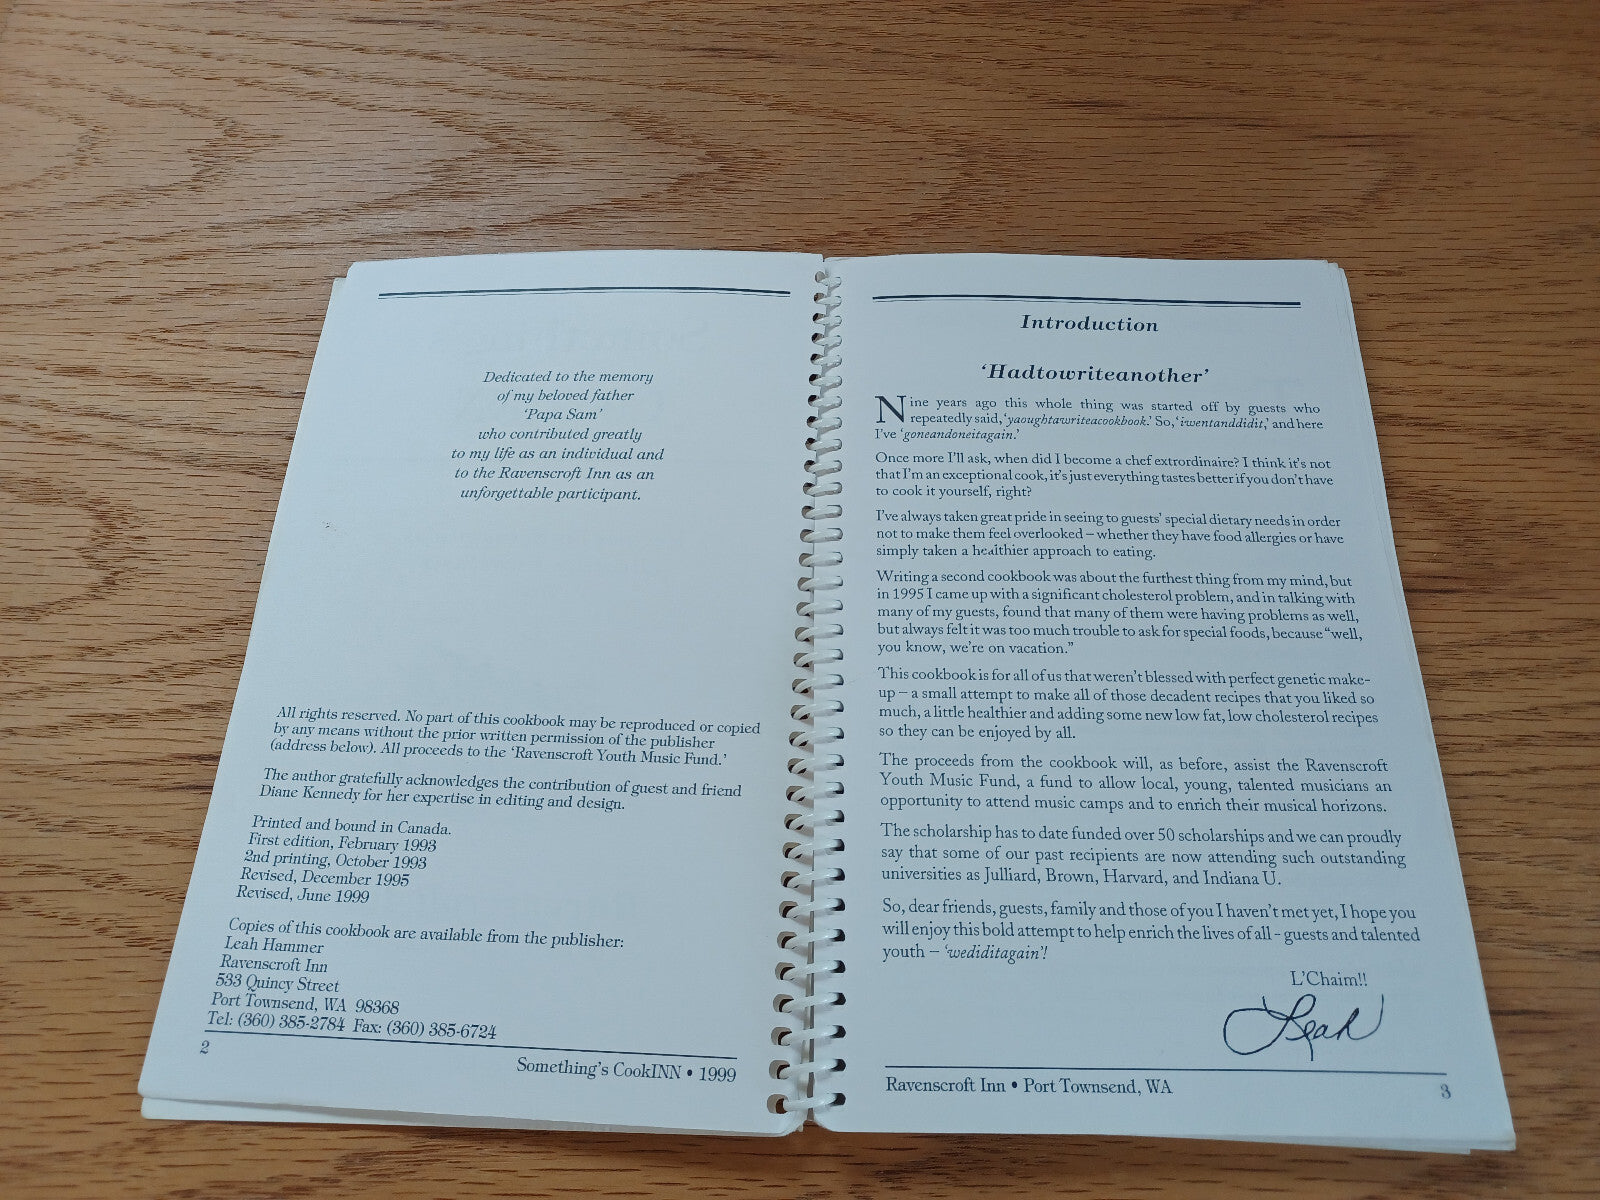 Dedicated to the memory
of my beloved father
‘Papa Sam’
who contributed greatly
to my life as an individual and
to the Ravenscroft Inn as an
unforgettable participant.
All rights reserved. No part of this cookbook may be reproduced or copied
by any means without the prior written permission of the publisher
(address below). All proceeds to the ‘Ravenscroft Youth Music Fund.’
The author gratefully acknowledges the contribution of guest and friend
Diane Kennedy for her expertise in editing and design.
Printed and bound in Canada.
First edition, February 1993
2nd printing, October 1993
Revised, December 1995
Revised, June 1999
Copies of this cookbook are available from the publisher:
Leah Hammer
Ravenscroft Inn
533 Quincy Street
Port Townsend, WA 98368
Tel: (360) 385-2784 Fax: (360) 385-6724
2
Something’s CookINN • 1999
Introduction
‘Hadtowriteanother’
Nine years ago this whole thing was started off by guests who
repeatedly said, ‘yaoughtawriteacookbook.’ So, ‘iwentanddidit,’ and here
I’ve ‘goneandoneitagain.’
Once more I’ll ask, when did I become a chef extrordinaire? I think it’s not
that I’m an exceptional cook, it’s just everything tastes better if you don’t have
to cook it yourself, right?
I’ve always taken great pride in seeing to guests’ special dietary needs in order
not to make them feel overlooked – whether they have food allergies or have
simply taken a healthier approach to eating.
Writing a second cookbook was about the furthest thing from my mind, but
in 1995 I came up with a significant cholesterol problem, and in talking with
many of my guests, found that many of them were having problems as well,
but always felt it was too much trouble to ask for special foods, because “well,
you know, we’re on vacation.”
This cookbook is for all of us that weren’t blessed with perfect genetic make-
up – a small attempt to make all of those decadent recipes that you liked so
much, a little healthier and adding some new low fat, low cholesterol recipes
so they can be enjoyed by all.
The proceeds from the cookbook will, as before, assist the Ravenscroft
Youth Music Fund, a fund to allow local, young, talented musicians an
opportunity to attend music camps and to enrich their musical horizons.
The scholarship has to date funded over 50 scholarships and we can proudly
say that some of our past recipients are now attending such outstanding
universities as Julliard, Brown, Harvard, and Indiana U.
So, dear friends, guests, family and those of you I haven’t met yet, I hope you
will enjoy this bold attempt to help enrich the lives of all - guests and talented
youth – ‘wediditagain’!
L’Chaim!!
Leah
Ravenscroft Inn • Port Townsend, WA
3